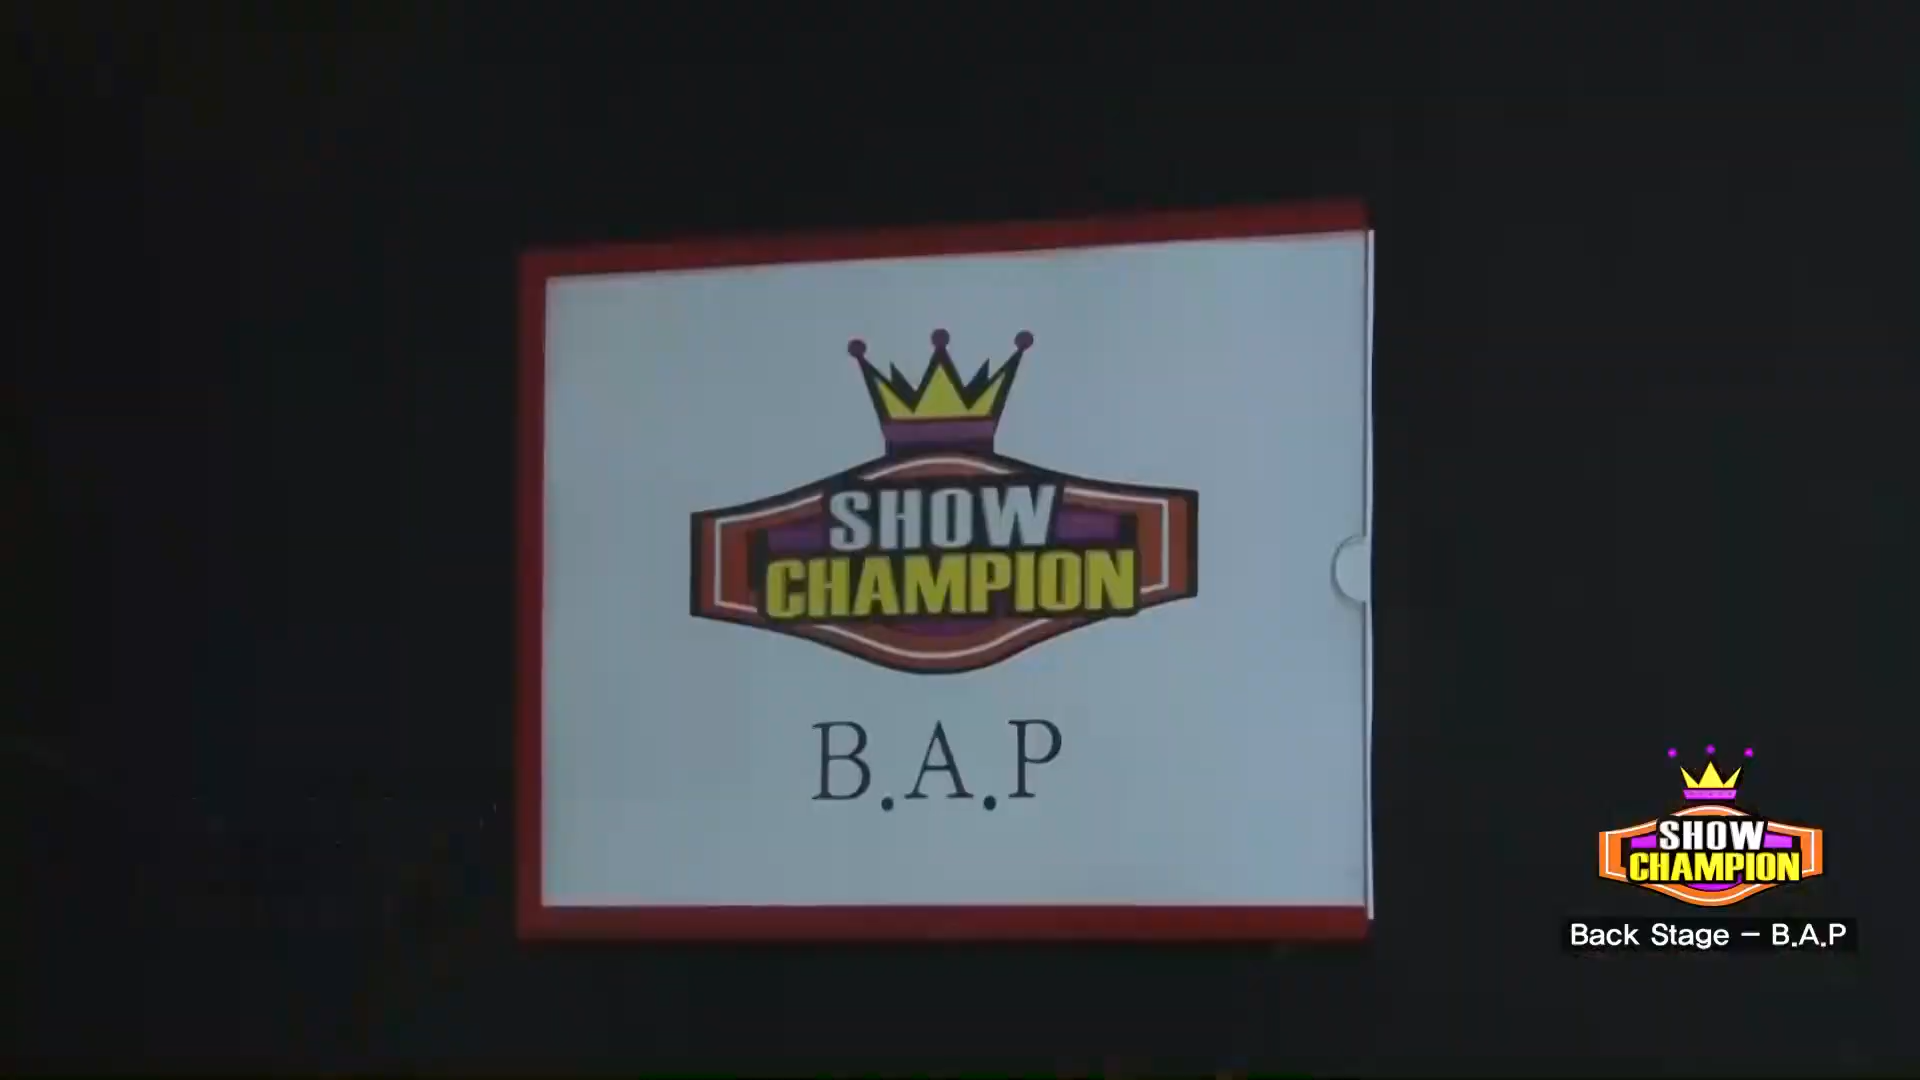 SHOW
CHAMPION
B.A.P
SHOW
CHAMPION
Back Stage - B.A.P